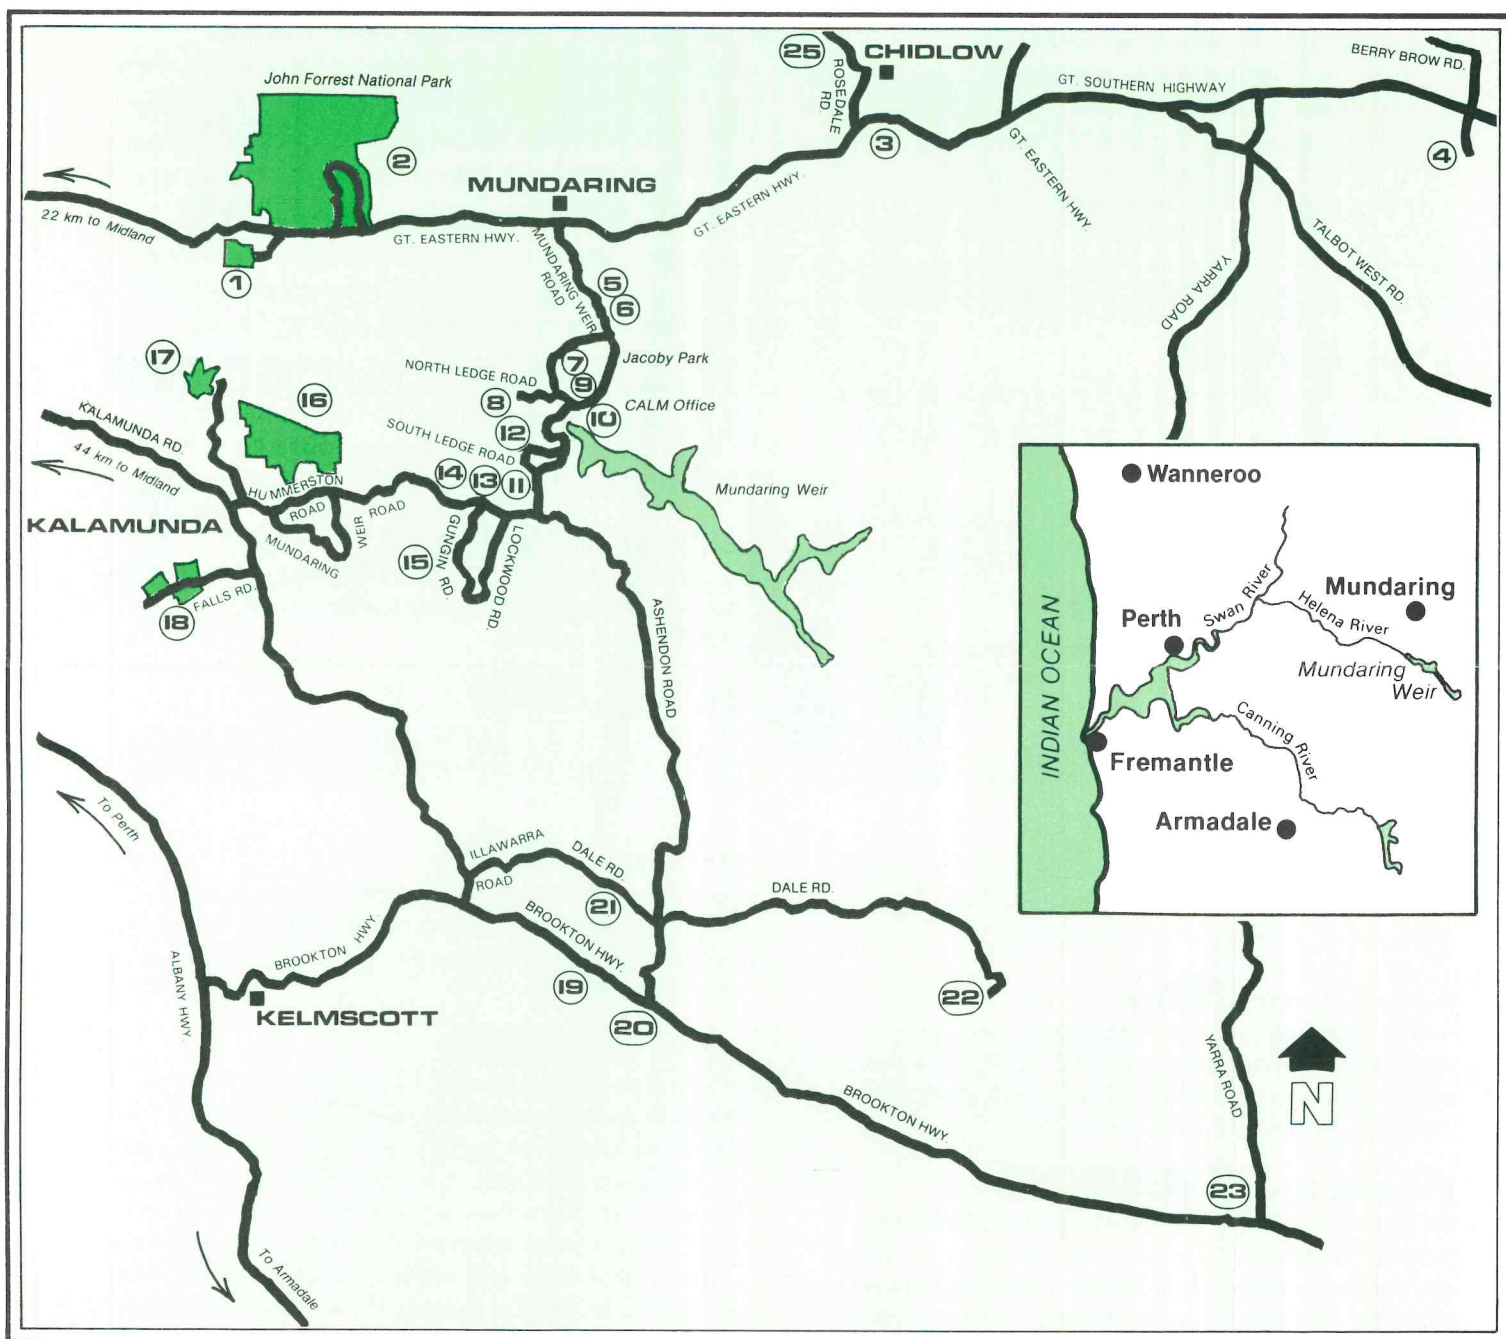 25
CHIDLOW
BERRY BROW RD.
ROSEDALE
RD.
GT. SOUTHERN HIGHWAY
John Forrest National Park
2
3
4
MUNDARING
GT. EASTERN HWY.
GT. EASTERN HWY.
GT. EASTERN HWY.
22 km to Midland
1
MUNDARING WEIR
ROAD
5
6
YARRA ROAD
TALBOT WEST RD.
17
7
Jacoby Park
NORTH LEDGE ROAD
9
8
16
10
CALM Office
KALAMUNDA RD.
44 km to Midland
SOUTH LEDGE ROAD
12
14
13
11
Mundaring Weir
HUMMERSTON
ROAD
MUNDARING
WEIR
ROAD
KALAMUNDA
15
GUNGIN RD.
LOCKWOOD RD.
FALLS RD.
18
ASHENDON ROAD
Wanneroo
INDIAN OCEAN
Swan River
Mundaring
Helena River
Perth
Mundaring
Weir
Canning River
Fremantle
Armadale
To Perth
ILLAWARRA
ROAD
DALE RD.
DALE RD.
21
BROOKTON HWY.
BROOKTON HWY.
19
20
22
ALBANY HWY.
KELMSCOTT
BROOKTON HWY.
YARRA ROAD
N
23
To Armadale